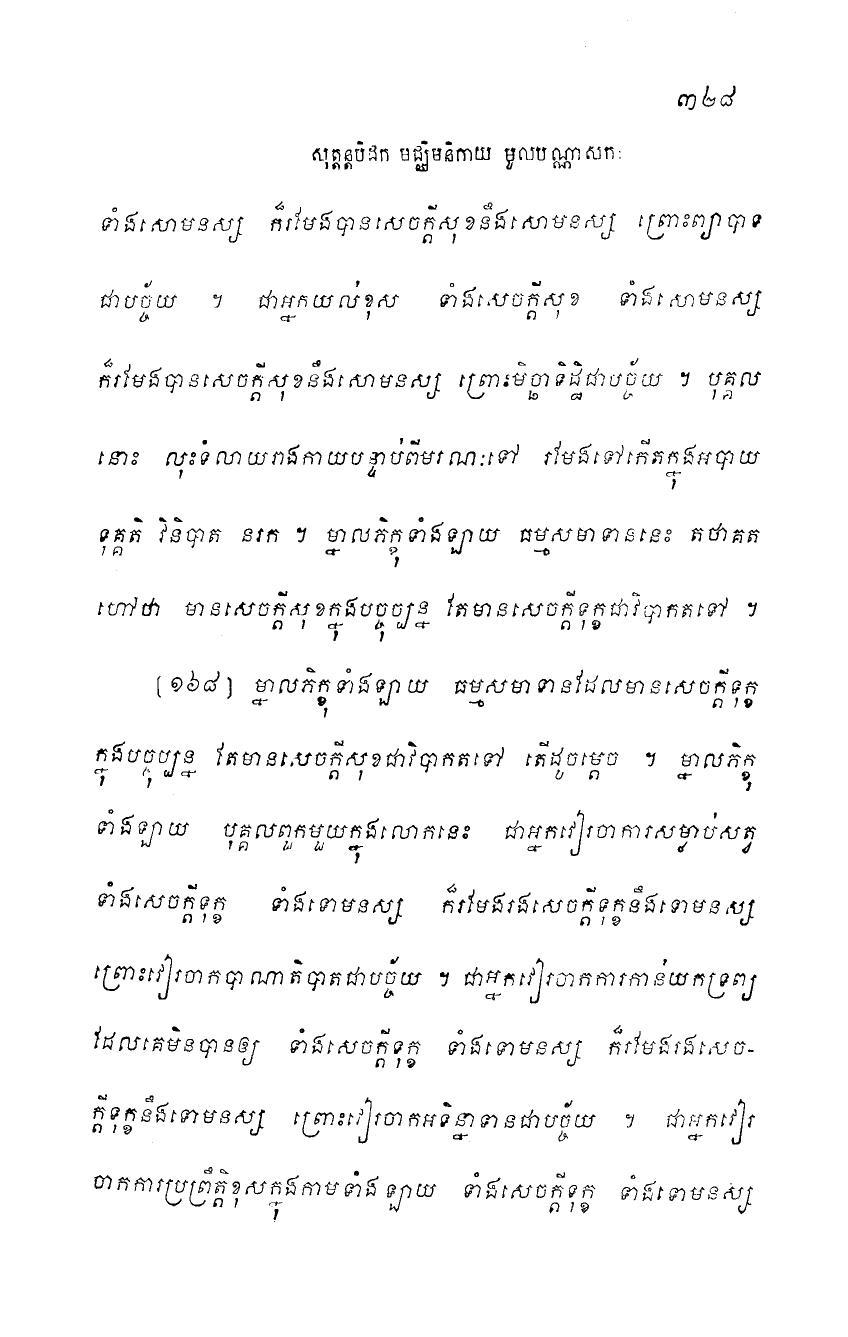 ៣២៨
សុត្តន្តបិដក មជ្ឈិមនិកាយ មូលបណ្ណាសកៈ
ទាំងសោមនស្ស ក៏រមែងបានសេចក្តីសុខនឹងសោមនស្ស ព្រោះព្យាបាទ
ជាបច្ច័យ ។ ជាអ្នកយល់ខុស ទាំងសេចក្តីសុខ ទាំងសោមនស្ស
ក៏រមែងបានសេចក្តីសុខនឹងសោមនស្ស ព្រោះមិច្ឆាទិដ្ឋិជាបច្ច័យ ។ បុគ្គល
នោះ លុះទំលាយរាងកាយបន្ទាប់ពីមរណៈទៅ រមែងទៅកើតក្នុងអបាយ
ទុគ្គតិ វិនិបាត នរក ។ ម្នាលភិក្ខុទាំងឡាយ ធម្មសមាទាននេះ តថាគត
ហៅថា មានសេចក្តីសុខក្នុងបច្ចុប្បន្ន តែមានសេចក្តីទុក្ខជាវិបាកតទៅ ។
[១៦៨] ម្នាលភិក្ខុទាំងឡាយ ធម្មសមាទានដែលមានសេចក្តីទុក្ខ
ក្នុងបច្ចុប្បន្ន តែមានសេចក្តីសុខជាវិបាកតទៅ តើដូចម្តេច ។ ម្នាលភិក្ខុ
ទាំងឡាយ បុគ្គលពួកមួយក្នុងលោកនេះ ជាអ្នកវៀរចាការសម្លាប់សត្វ
ទាំងសេចក្តីទុក្ខ ទាំងទោមនស្ស ក៏រមែងរងសេចក្តីទុក្ខនឹងទោមនស្ស
ព្រោះវៀរចាកបាណាតិបាតជាបច្ច័យ ។ ជាអ្នកវៀរចាកការកាន់យកទ្រព្យ
ដែលគេមិនបានឲ្យ ទាំងសេចក្តីទុក្ខ ទាំងទោមនស្ស ក៏រមែងរងសេច-
ក្តីទុក្ខនឹងទោមនស្ស ព្រោះវៀរចាកអទិន្នាទានជាបច្ច័យ ។ ជាអ្នកវៀរ
ចាកការប្រព្រឹត្តិខុសក្នុងកាមទាំងឡាយ ទាំងសេចក្តីទុក្ខ ទាំងទោមនស្ស